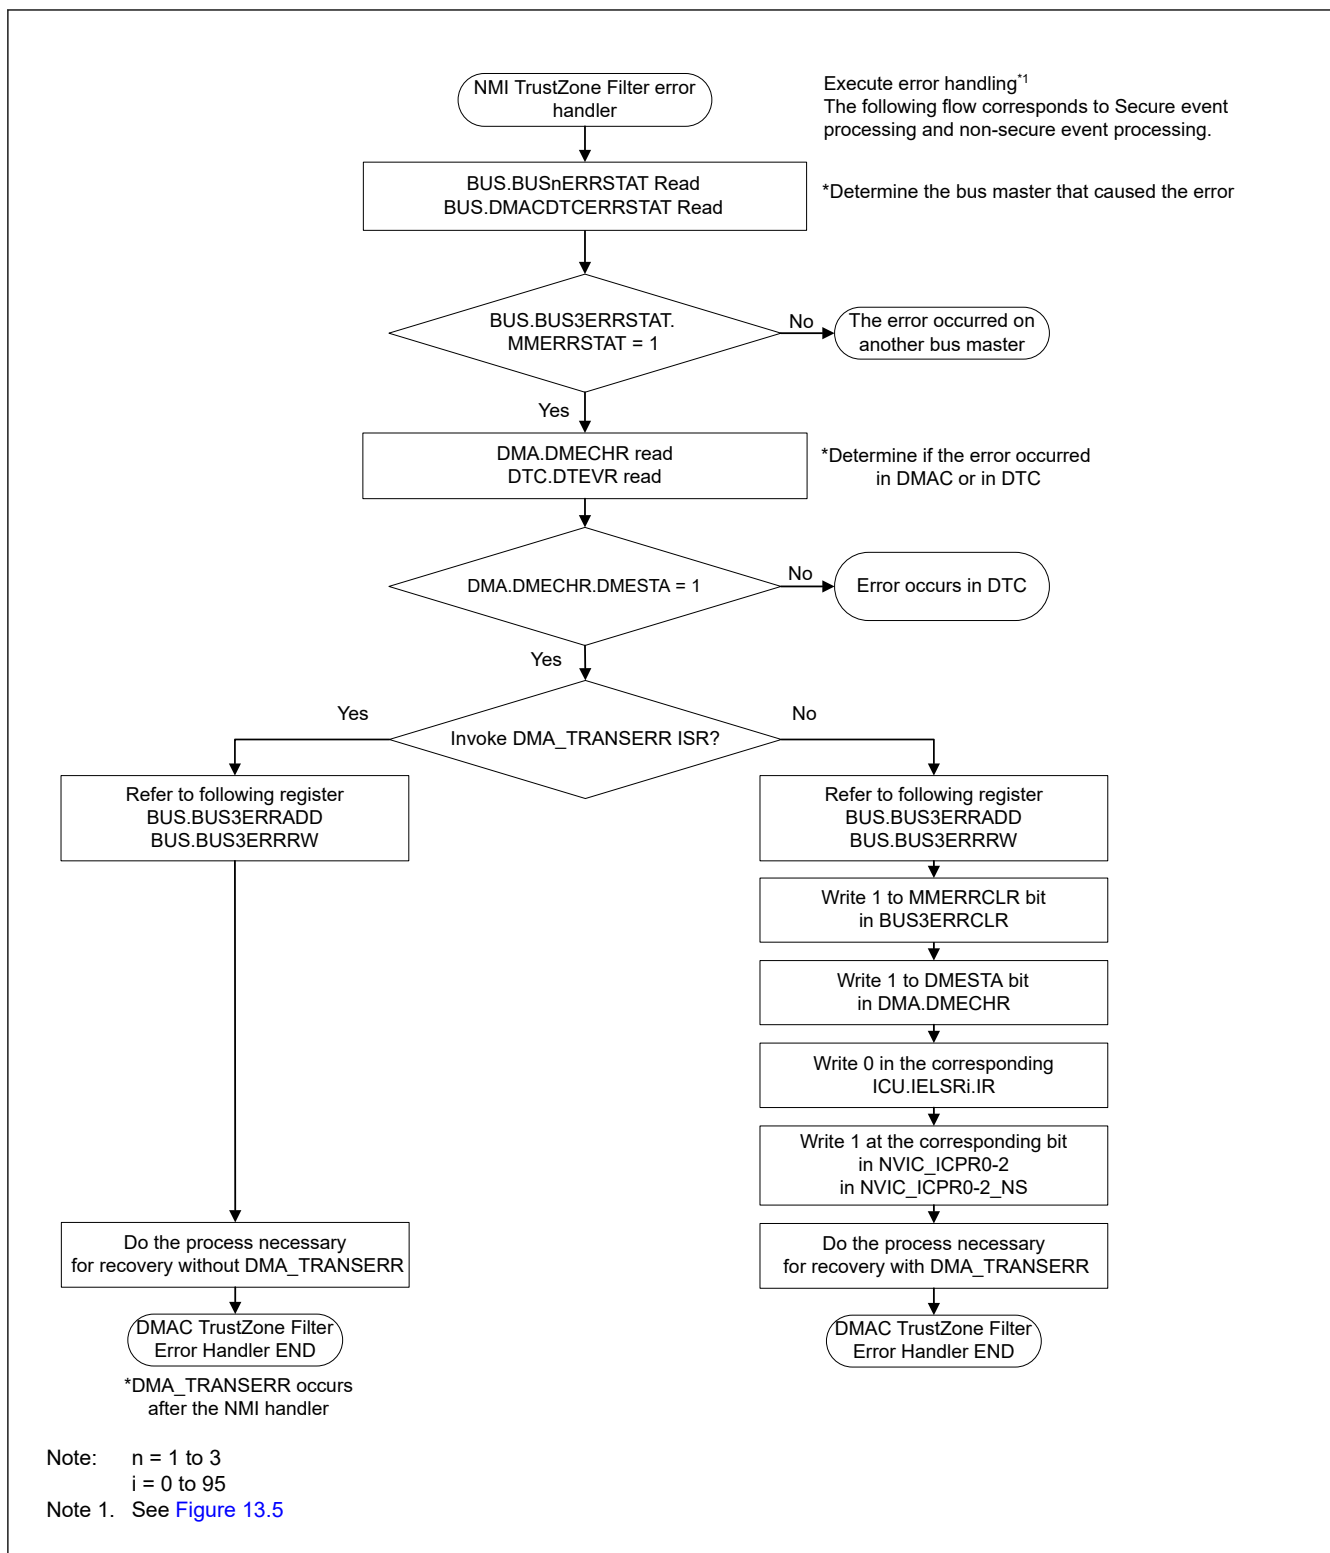 NMI TrustZone Filter error
handler
Execute error handling*1
The following flow corresponds to Secure event
processing and non-secure event processing.
BUS.BUSnERRSTAT Read
BUS.DMACDTCERRSTAT Read
*Determine the bus master that caused the error
BUS.BUS3ERRSTAT.
MMERRSTAT = 1
No
The error occurred on
another bus master
Yes
DMA.DMECHR read
DTC.DTEVR read
*Determine if the error occurred
in DMAC or in DTC
DMA.DMECHR.DMESTA = 1
No
Error occurs in DTC
Yes
Invoke DMA_TRANSERR ISR?
Yes
No
Refer to following register
BUS.BUS3ERRADD
BUS.BUS3ERRRW
Refer to following register
BUS.BUS3ERRADD
BUS.BUS3ERRRW
Write 1 to MMERRCLR bit
in BUS3ERRCLR
Write 1 to DMESTA bit
in DMA.DMECHR
Write 0 in the corresponding
ICU.IELSRi.IR
Write 1 at the corresponding bit
in NVIC_ICPR0-2
in NVIC_ICPR0-2_NS
Do the process necessary
for recovery without DMA_TRANSERR
Do the process necessary
for recovery with DMA_TRANSERR
DMAC TrustZone Filter
Error Handler END
DMAC TrustZone Filter
Error Handler END
*DMA_TRANSERR occurs
after the NMI handler
Note: n = 1 to 3
i = 0 to 95
Note 1. See Figure 13.5